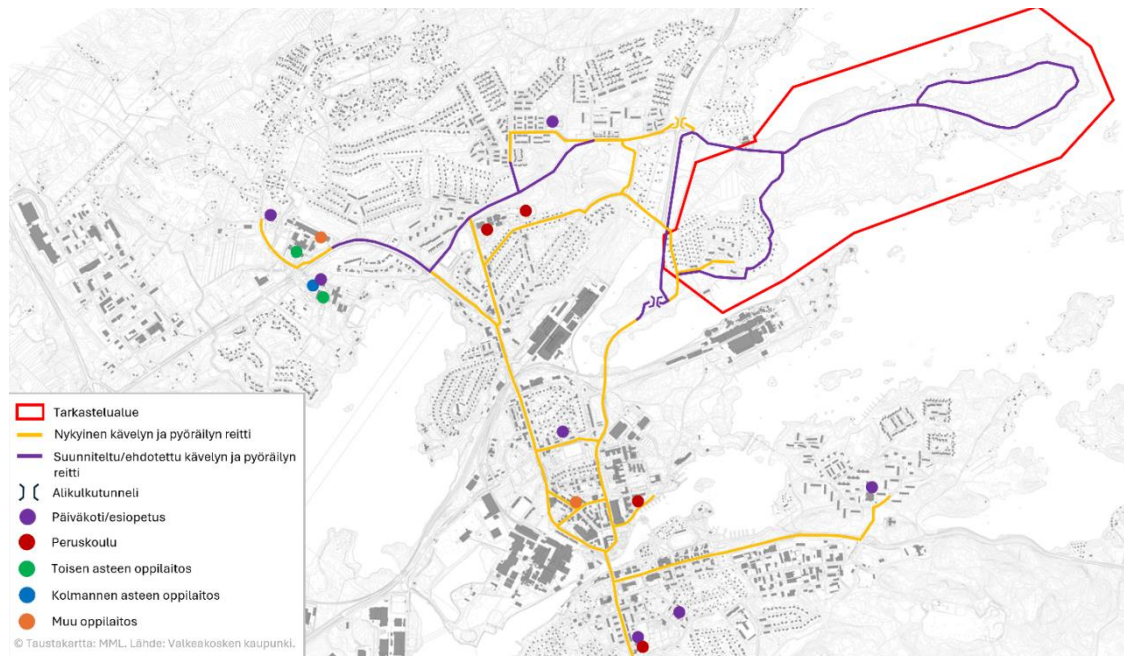 Tarkastelualue
Nykyinen kävelyn ja pyöräilyn reitti
Suunniteltu/ehdotettu kävelyn ja pyöräilyn
reitti
Alikulkutunneli
Päiväkoti/esiopetus
Peruskoulu
Toisen asteen oppilaitos
Kolmannen asteen oppilaitos
Muu oppilaitos
© Taustakartta: MML. Lähde: Valkeakosken kaupunki.